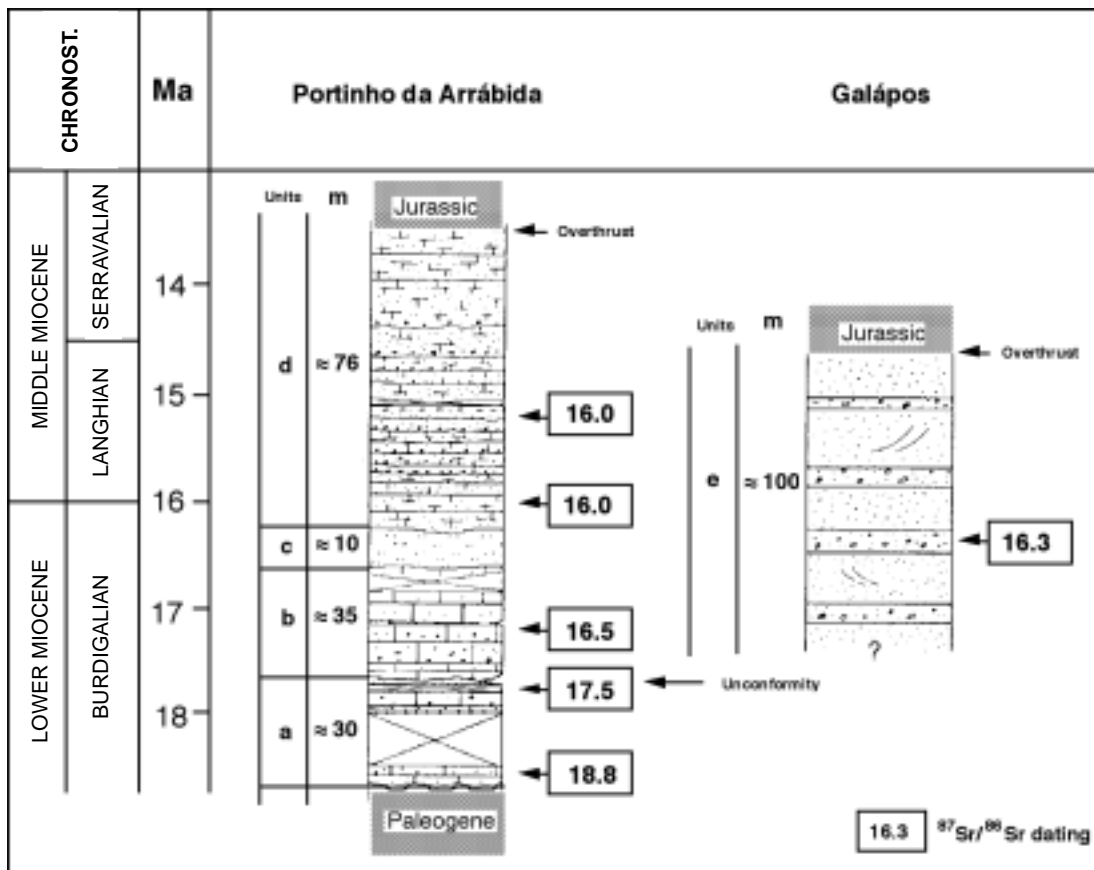 CHRONOST.
Ma
Portinho da Arrábida
Galápos
MIDDLE MIOCENE
LOWER MIOCENE
SERRAVALIAN
LANGHIAN
BURDIGALIAN
14
15
16
17
18
Units m
Jurassic
Overthrust
d ≈ 76
16.0
16.0
c ≈ 10
b ≈ 35
16.5
17.5
Unconformity
a ≈ 30
18.8
Paleogene
Units m
Jurassic
Overthrust
e ≈ 100
16.3
?
16.3 87Sr/86Sr dating